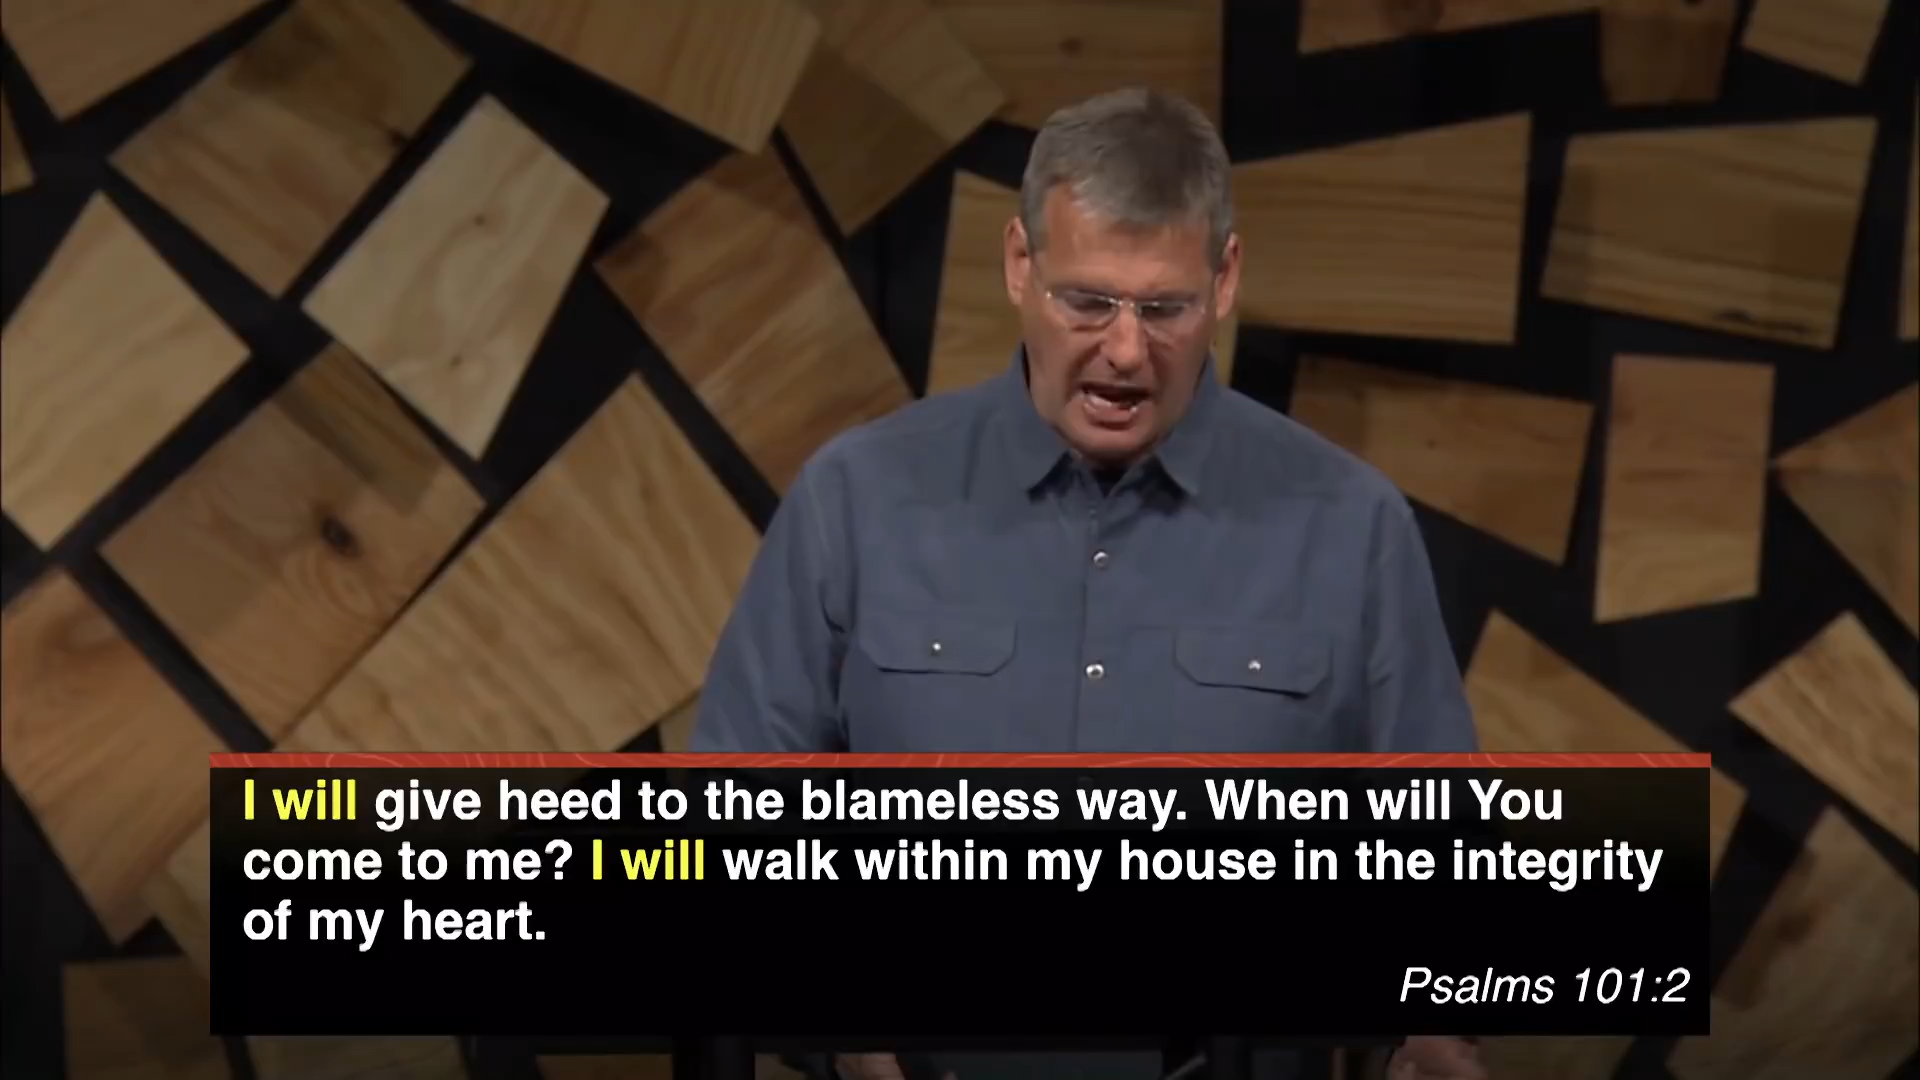 I will give heed to the blameless way. When will You
come to me? I will walk within my house in the integrity
of my heart.
Psalms 101:2